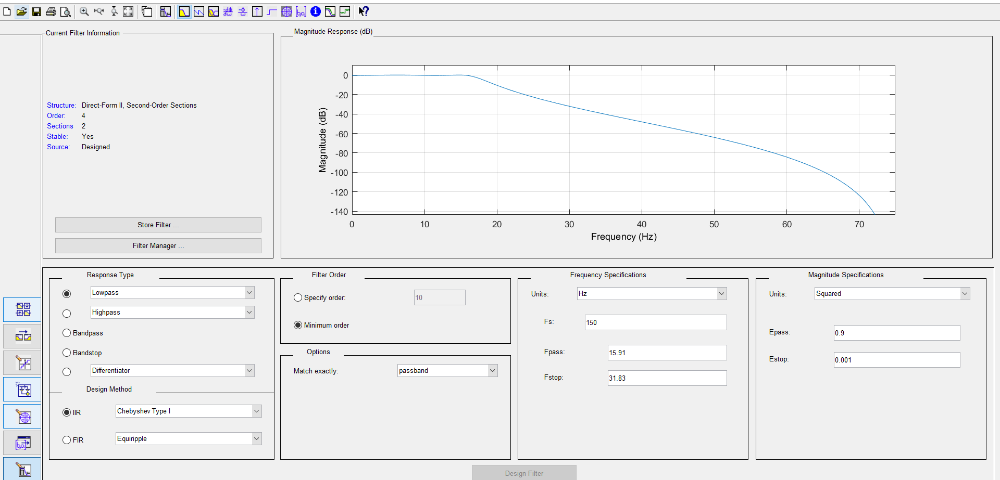 Current Filter Information
Structure: Direct-Form II, Second-Order Sections
Order: 4
Sections 2
Stable: Yes
Source: Designed
Store Filter ...
Filter Manager ...
Magnitude Response (dB)
Magnitude (dB)
0
-20
-40
-60
-80
-100
-120
-140
0 10 20 30 40 50 60 70
Frequency (Hz)
Response Type
Lowpass
Highpass
Bandpass
Bandstop
Differentiator
Design Method
IIR Chebyshev Type I
FIR Equiripple
Filter Order
Specify order: 10
Minimum order
Options
Match exactly: passband
Frequency Specifications
Units: Hz
Fs: 150
Fpass: 15.91
Fstop: 31.83
Magnitude Specifications
Units: Squared
Epass: 0.9
Estop: 0.001
Design Filter